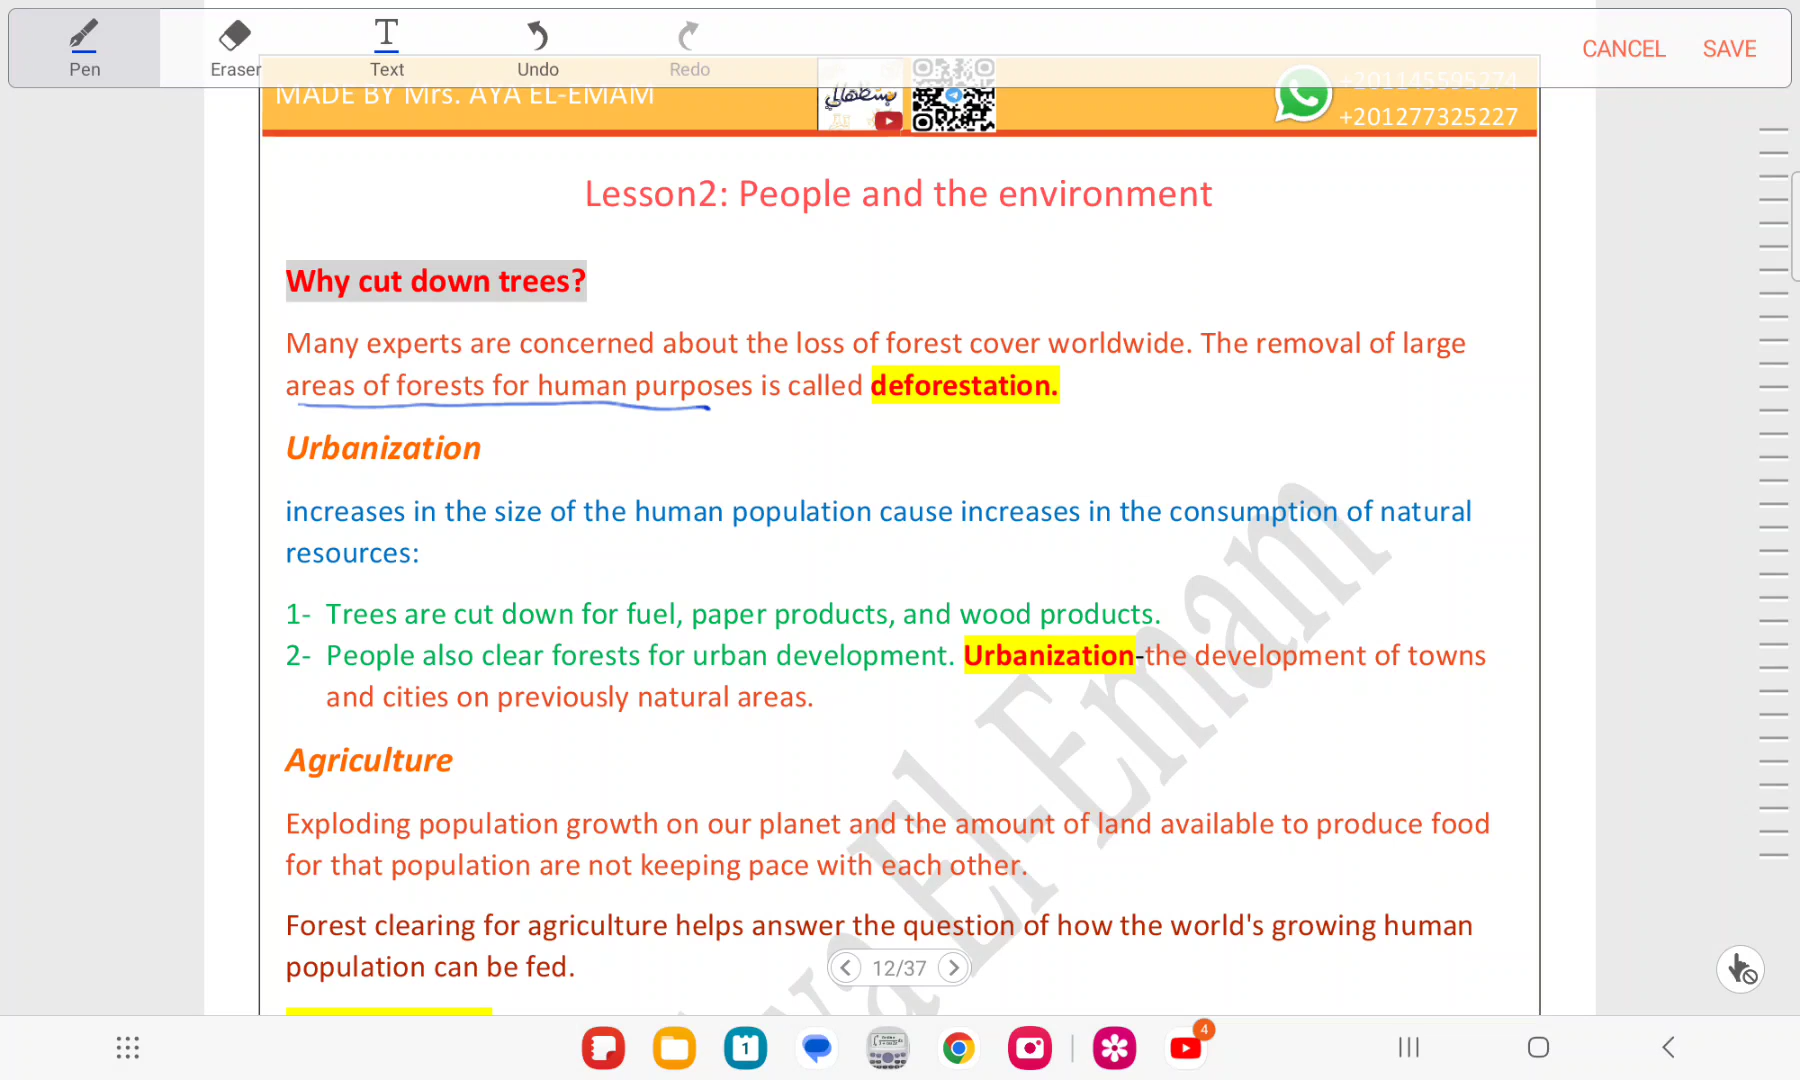 Pen
Eraser
Text
Undo
Redo
CANCEL
SAVE
MADE BY Mrs. AYA EL-EMAM
+201145595274
+201277325227
Lesson2: People and the environment
Why cut down trees?
Many experts are concerned about the loss of forest cover worldwide. The removal of large
areas of forests for human purposes is called deforestation.
Urbanization
increases in the size of the human population cause increases in the consumption of natural
resources:
1- Trees are cut down for fuel, paper products, and wood products.
2- People also clear forests for urban development. Urbanization-the development of towns
and cities on previously natural areas.
Agriculture
Exploding population growth on our planet and the amount of land available to produce food
for that population are not keeping pace with each other.
Forest clearing for agriculture helps answer the question of how the world's growing human
population can be fed.
12/37
Aya El-Emam
1
4